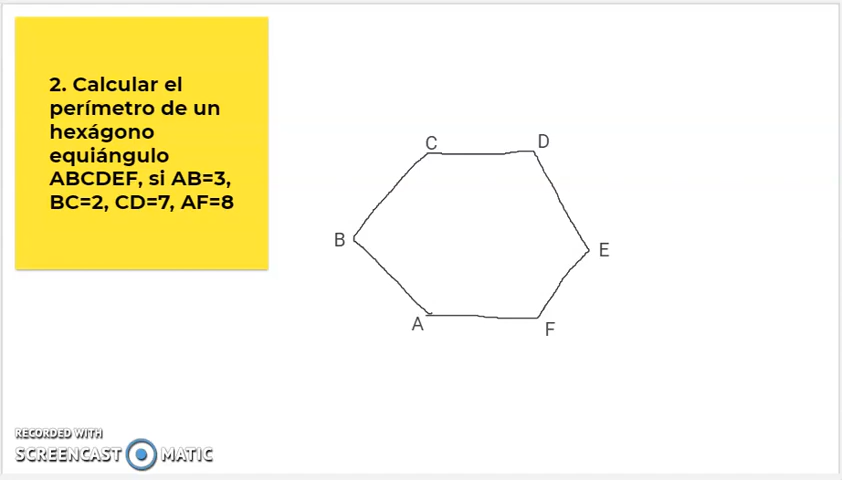 2. Calcular el
perímetro de un
hexágono
equiángulo
ABCDEF, si AB=3,
BC=2, CD=7, AF=8
C
D
B
E
A
F
RECORDED WITH
SCREENCAST MATIC